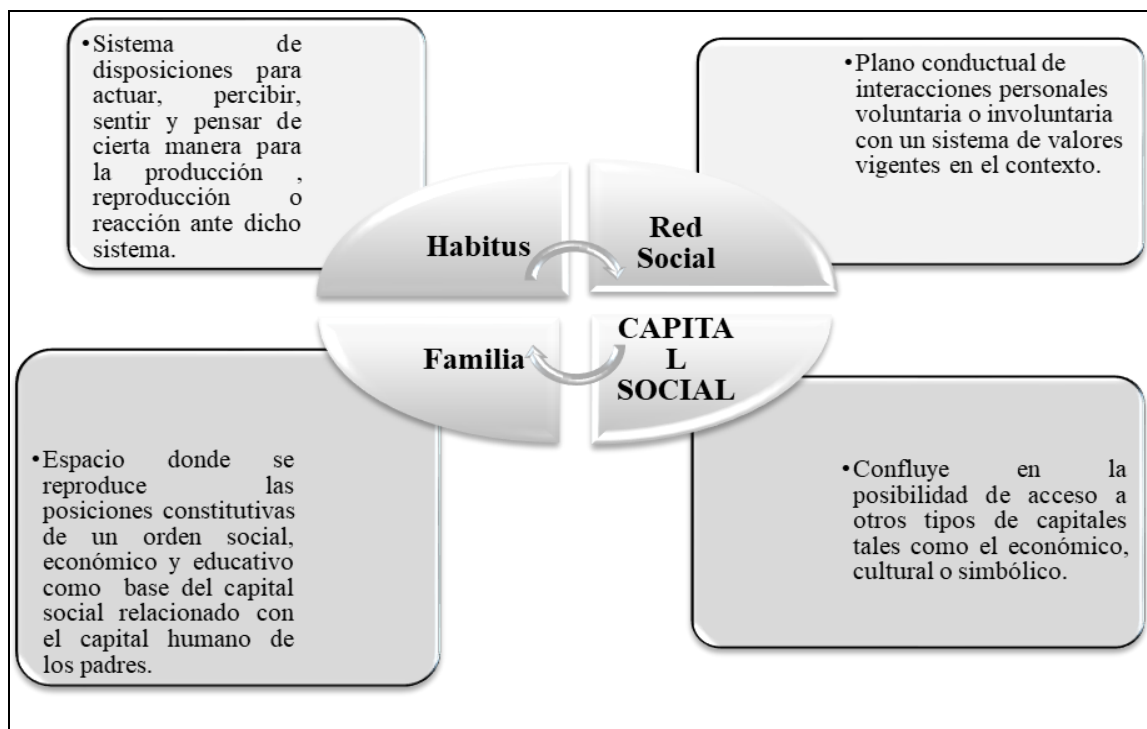 •Sistema de
disposiciones para
actuar, percibir,
sentir y pensar de
cierta manera para
la producción ,
reproducción o
reacción ante dicho
sistema.
•Plano conductual de
interacciones personales
voluntaria o involuntaria
con un sistema de valores
vigentes en el contexto.
Habitus
Red
Social
Familia
CAPITA
L
SOCIAL
•Espacio donde se
reproduce las
posiciones constitutivas
de un orden social,
económico y educativo
como base del capital
social relacionado con
el capital humano de
los padres.
•Confluye en la
posibilidad de acceso a
otros tipos de capitales
tales como el económico,
cultural o simbólico.